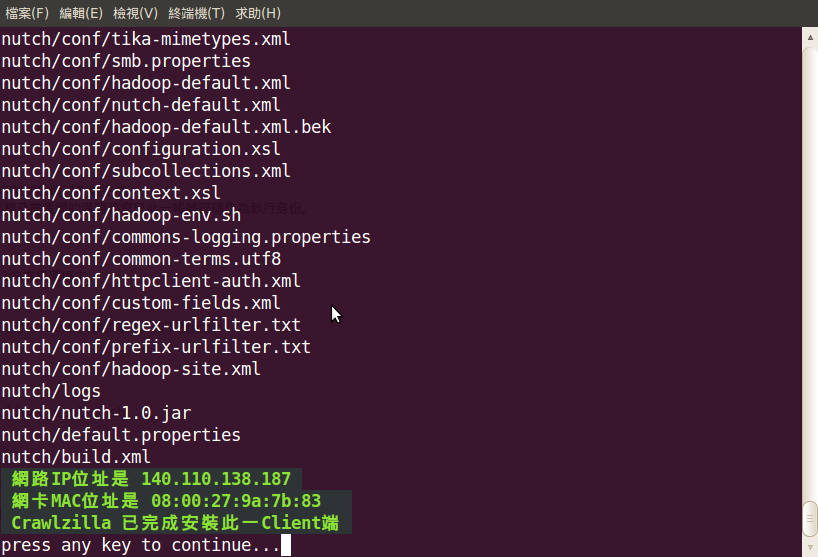 檔案(F) 編輯(E) 檢視(V) 終端機(T) 求助(H)
nutch/conf/tika-mimetypes.xml
nutch/conf/smb.properties
nutch/conf/hadoop-default.xml
nutch/conf/nutch-default.xml
nutch/conf/hadoop-default.xml.bek
nutch/conf/configuration.xsl
nutch/conf/subcollections.xml
nutch/conf/context.xsl
nutch/conf/hadoop-env.sh
nutch/conf/commons-logging.properties
nutch/conf/common-terms.utf8
nutch/conf/httpclient-auth.xml
nutch/conf/custom-fields.xml
nutch/conf/regex-urlfilter.txt
nutch/conf/prefix-urlfilter.txt
nutch/conf/hadoop-site.xml
nutch/logs
nutch/nutch-1.0.jar
nutch/default.properties
nutch/build.xml
網路IP位址是 140.110.138.187
網卡MAC位址是 08:00:27:9a:7b:83
Crawlzilla 已完成安裝此一Client端
press any key to continue...